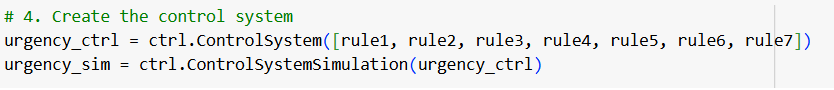 # 4. Create the control system
urgency_ctrl = ctrl.ControlSystem([rule1, rule2, rule3, rule4, rule5, rule6, rule7])
urgency_sim = ctrl.ControlSystemSimulation(urgency_ctrl)